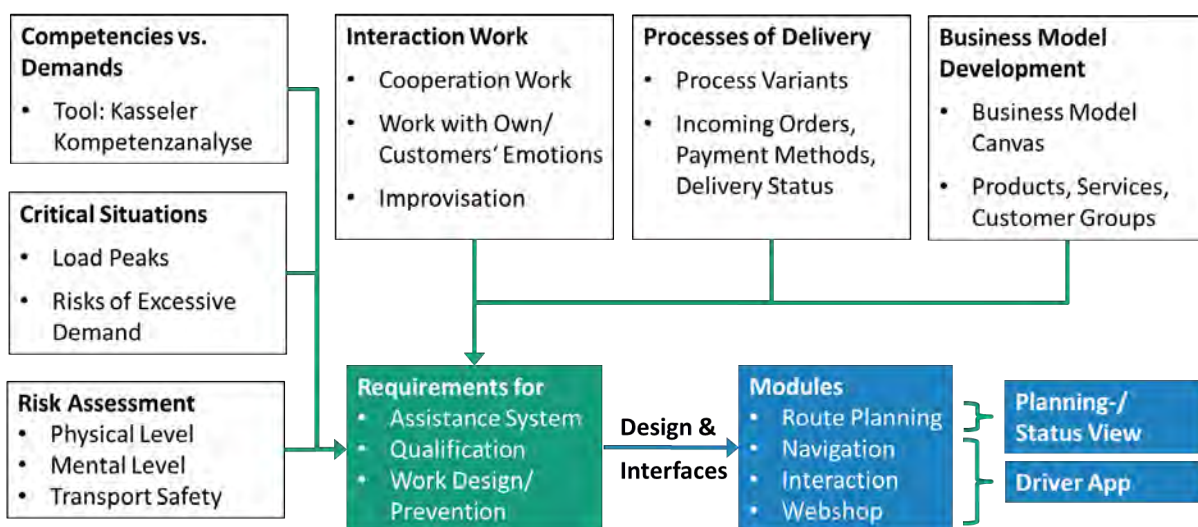 Competencies vs.
Demands
• Tool: Kasseler
Kompetenzanalyse
Interaction Work
• Cooperation Work
• Work with Own/
Customers‘ Emotions
• Improvisation
Processes of Delivery
• Process Variants
• Incoming Orders,
Payment Methods,
Delivery Status
Business Model
Development
• Business Model
Canvas
• Products, Services,
Customer Groups
Critical Situations
• Load Peaks
• Risks of Excessive
Demand
Risk Assessment
• Physical Level
• Mental Level
• Transport Safety
Requirements for
• Assistance System
• Qualification
• Work Design/
Prevention
Design &
Interfaces
Modules
• Route Planning
• Navigation
• Interaction
• Webshop
Planning-/
Status View
Driver App